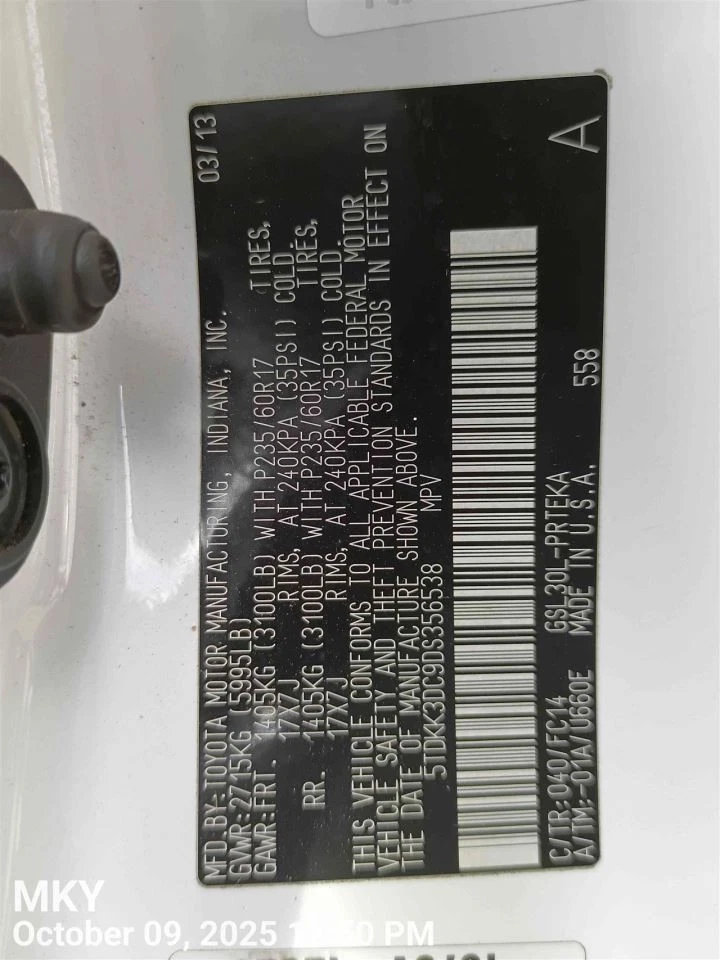 MFD.BY:TOYOTA MOTOR MANUFACTURING, INDIANA, INC. 03/13
GVWR:2715KG (5995LB)
GAWR:FRT. 1405KG (3100LB) WITH P235/60R17 TIRES,
17X7J RIMS, AT 240KPA (35PSI) COLD.
RR. 1405KG (3100LB) WITH P235/60R17 TIRES,
17X7J RIMS, AT 240KPA (35PSI) COLD.
THIS VEHICLE CONFORMS TO ALL APPLICABLE FEDERAL MOTOR
VEHICLE SAFETY AND THEFT PREVENTION STANDARDS IN EFFECT ON
THE DATE OF MANUFACTURE SHOWN ABOVE.
5TDKK3DC9DS356538 MPV
C/TR:040/FC14 GSL30L-PRTEKA A
A/TM:-01A/U660E MADE IN U.S.A. 558
MKY
October 09, 2025 PM